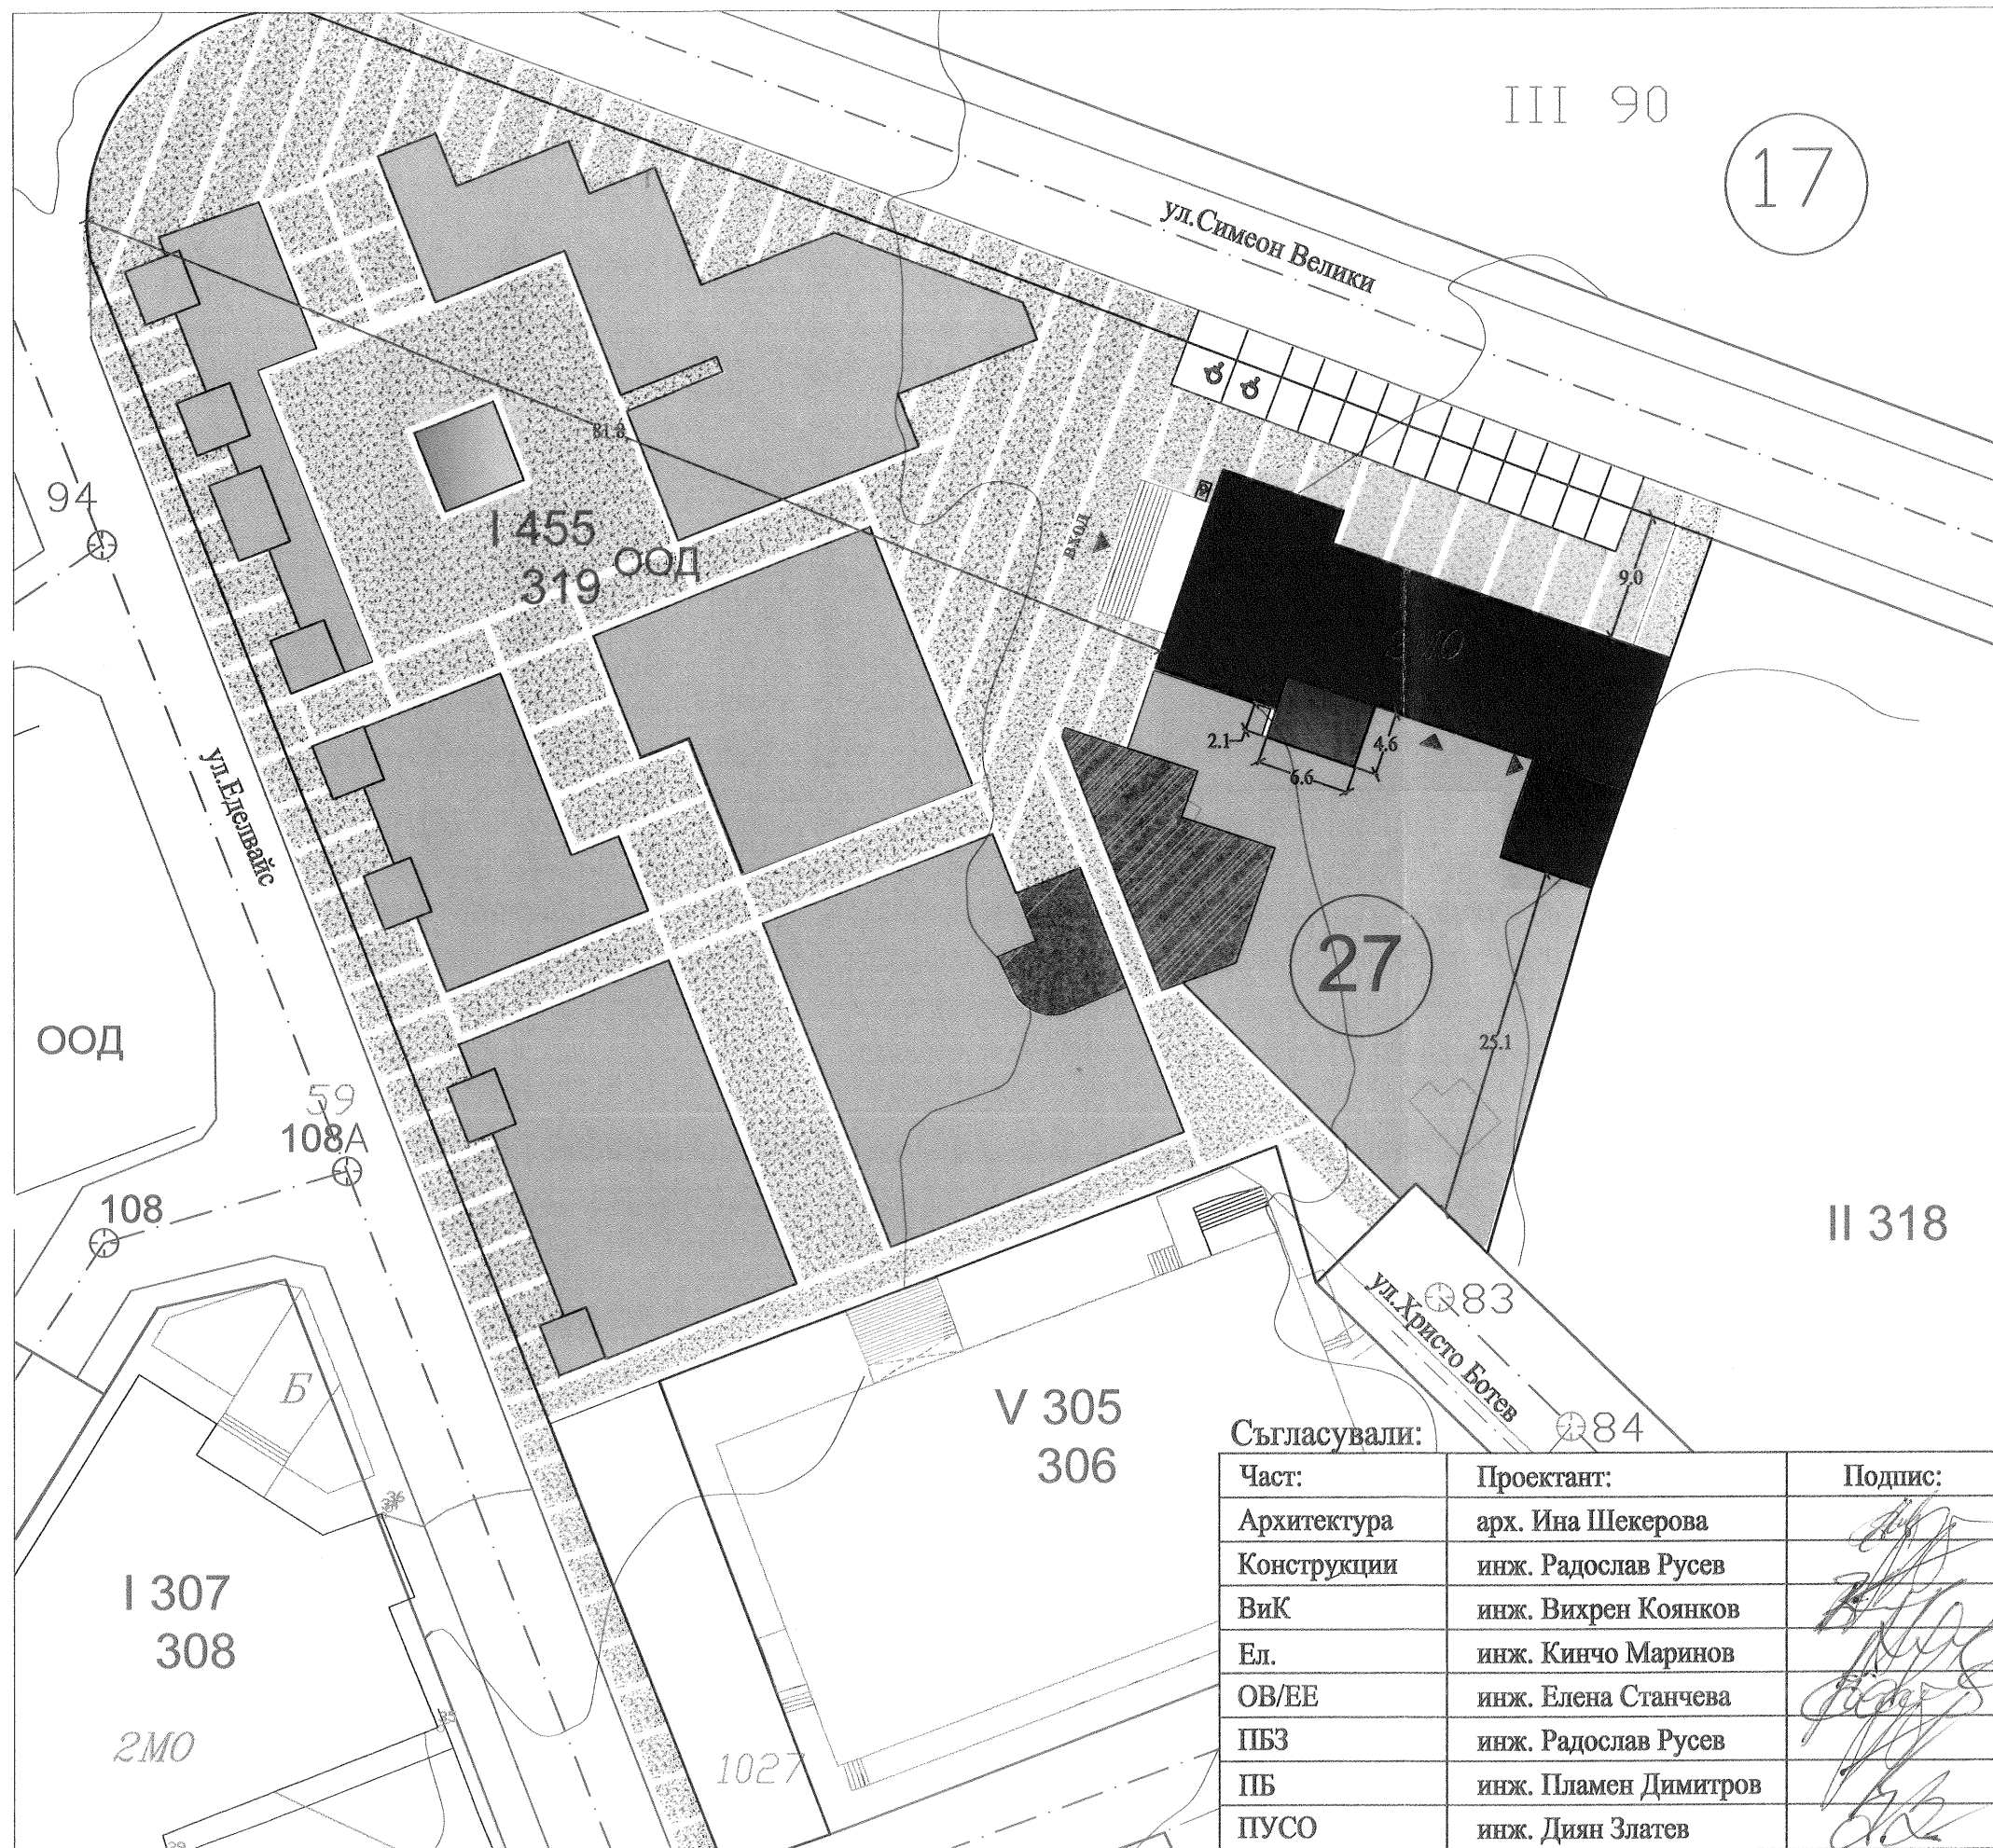 III 90
17
ул.Симеон Велики
94
81.8
I 455
319
ООД
вход
9.0
2МО
2.1
4.6
6.6
ул.Еделвайс
27
25.1
ООД
59
108А
108
II 318
83
ул.Христо Ботев
84
Б
V 305
306
36
I 307
308
35
2МО
1027
29
Съгласували:
Част: Проектант: Подпис:
Архитектура арх. Ина Шекерова
Конструкции инж. Радослав Русев
ВиК инж. Вихрен Коянков
Ел. инж. Кинчо Маринов
ОВ/ЕЕ инж. Елена Станчева
ПБЗ инж. Радослав Русев
ПБ инж. Пламен Димитров
ПУСО инж. Диян Златев